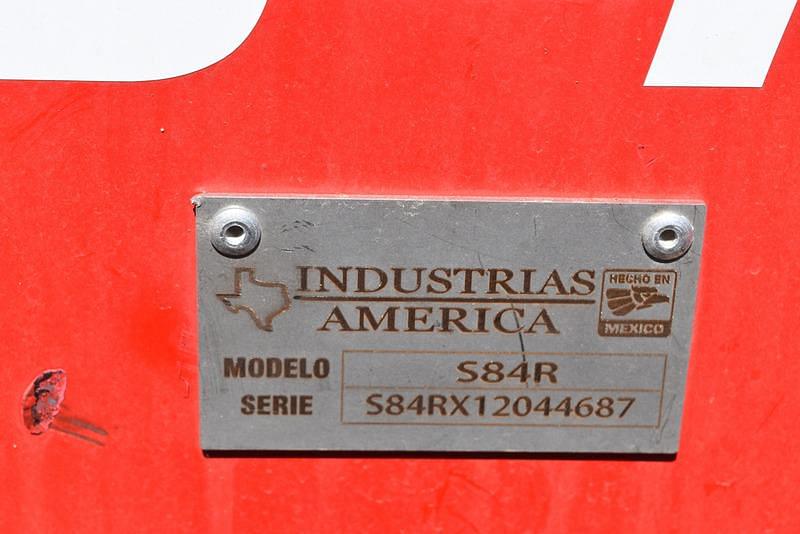 INDUSTRIAS
AMERICA
HECHO EN
MEXICO
MODELO S84R
SERIE S84RX12044687